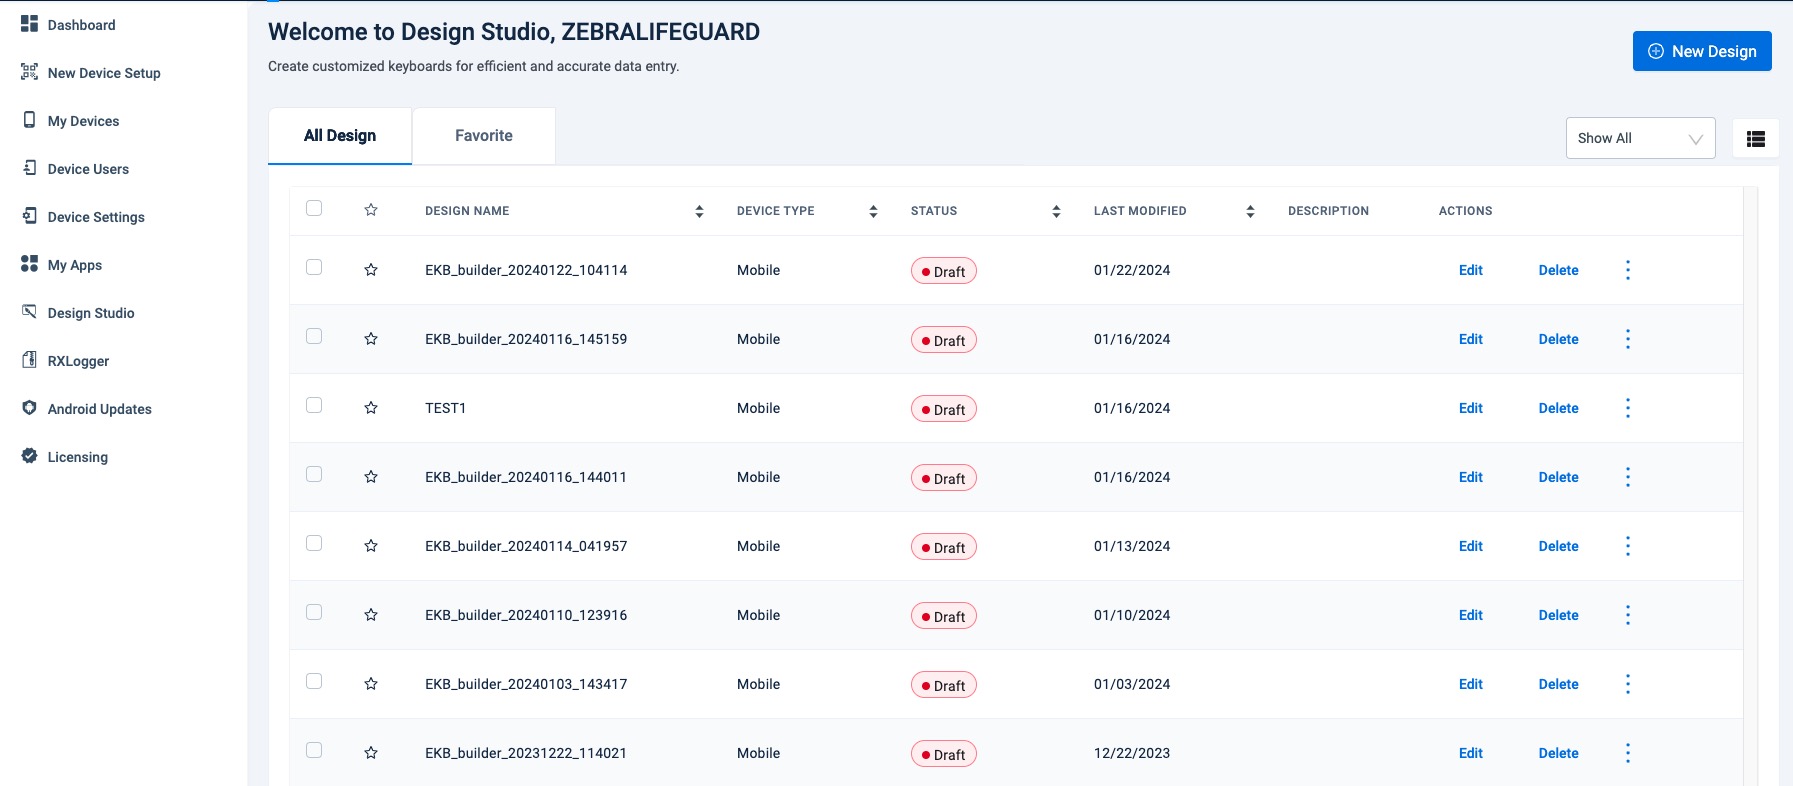 Dashboard
New Device Setup
My Devices
Device Users
Device Settings
My Apps
Design Studio
RXLogger
Android Updates
Licensing
Welcome to Design Studio, ZEBRALIFEGUARD
Create customized keyboards for efficient and accurate data entry.
New Design
All Design Favorite
Show All
DESIGN NAME DEVICE TYPE STATUS LAST MODIFIED DESCRIPTION ACTIONS
EKB_builder_20240122_104114 Mobile Draft 01/22/2024 Edit Delete
EKB_builder_20240116_145159 Mobile Draft 01/16/2024 Edit Delete
TEST1 Mobile Draft 01/16/2024 Edit Delete
EKB_builder_20240116_144011 Mobile Draft 01/16/2024 Edit Delete
EKB_builder_20240114_041957 Mobile Draft 01/13/2024 Edit Delete
EKB_builder_20240110_123916 Mobile Draft 01/10/2024 Edit Delete
EKB_builder_20240103_143417 Mobile Draft 01/03/2024 Edit Delete
EKB_builder_20231222_114021 Mobile Draft 12/22/2023 Edit Delete